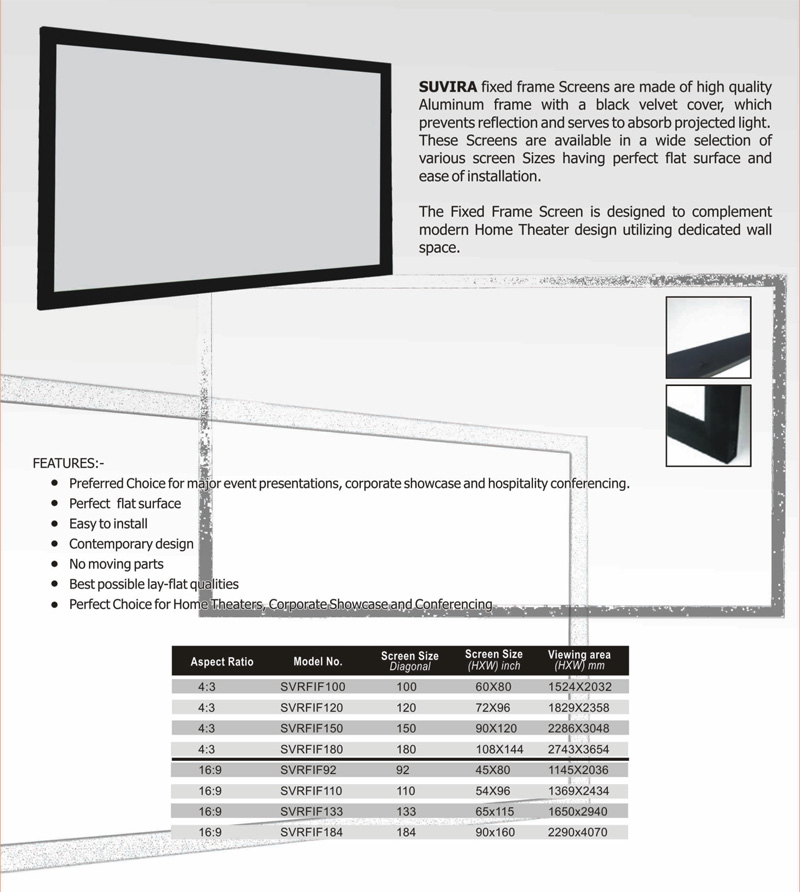 SUVIRA fixed frame Screens are made of high quality
Aluminum frame with a black velvet cover, which
prevents reflection and serves to absorb projected light.
These Screens are available in a wide selection of
various screen Sizes having perfect flat surface and
ease of installation.
The Fixed Frame Screen is designed to complement
modern Home Theater design utilizing dedicated wall
space.
FEATURES:-
● Preferred Choice for major event presentations, corporate showcase and hospitality conferencing.
● Perfect flat surface
● Easy to install
● Contemporary design
● No moving parts
● Best possible lay-flat qualities
● Perfect Choice for Home Theaters, Corporate Showcase and Conferencing
Aspect Ratio Model No. Screen Size Diagonal Screen Size (HXW) inch Viewing area (HXW) mm
4:3 SVRFIF100 100 60X80 1524X2032
4:3 SVRFIF120 120 72X96 1829X2358
4:3 SVRFIF150 150 90X120 2286X3048
4:3 SVRFIF180 180 108X144 2743X3654
16:9 SVRFIF92 92 45X80 1145X2036
16:9 SVRFIF110 110 54X96 1369X2434
16:9 SVRFIF133 133 65x115 1650x2940
16:9 SVRFIF184 184 90x160 2290x4070